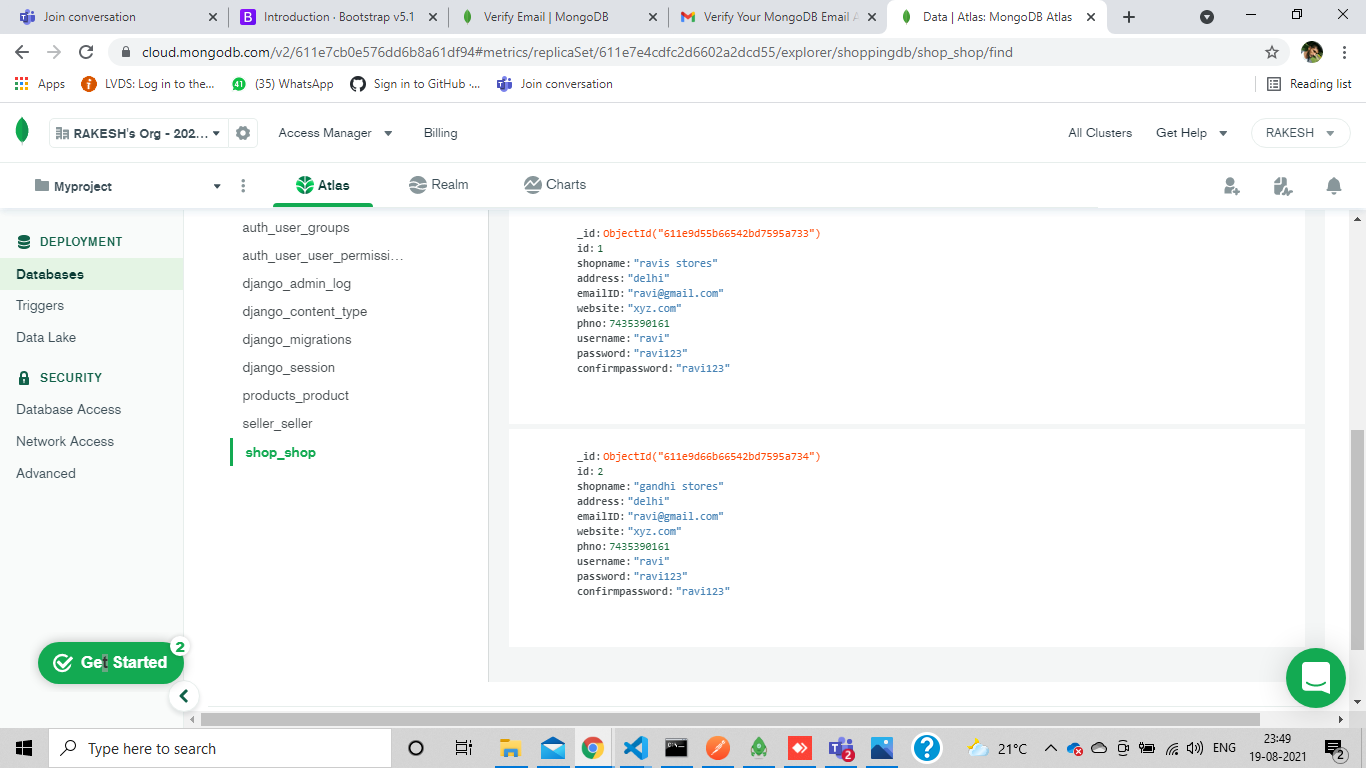 Join conversation
Introduction · Bootstrap v5.1
Verify Email | MongoDB
Verify Your MongoDB Email A
Data | Atlas: MongoDB Atlas
cloud.mongodb.com/v2/611e7cb0e576dd6b8a61df94#metrics/replicaSet/611e7e4cdfc2d6602a2dcd55/explorer/shoppingdb/shop_shop/find
Apps
LVDS: Log in to the...
41
(35) WhatsApp
Sign in to GitHub ·...
Join conversation
Reading list
RAKESH's Org - 202...
Access Manager
Billing
All Clusters
Get Help
RAKESH
Myproject
Atlas
Realm
Charts
DEPLOYMENT
Databases
Triggers
Data Lake
SECURITY
Database Access
Network Access
Advanced
auth_user_groups
auth_user_user_permissi...
django_admin_log
django_content_type
django_migrations
django_session
products_product
seller_seller
shop_shop
_id: ObjectId("611e9d55b66542bd7595a733")
id: 1
shopname: "ravis stores"
address: "delhi"
emailID: "ravi@gmail.com"
website: "xyz.com"
phno: 7435390161
username: "ravi"
password: "ravi123"
confirmpassword: "ravi123"
_id: ObjectId("611e9d66b66542bd7595a734")
id: 2
shopname: "gandhi stores"
address: "delhi"
emailID: "ravi@gmail.com"
website: "xyz.com"
phno: 7435390161
username: "ravi"
password: "ravi123"
confirmpassword: "ravi123"
Get Started
2
Type here to search
2
21°C
ENG
23:49
19-08-2021
2